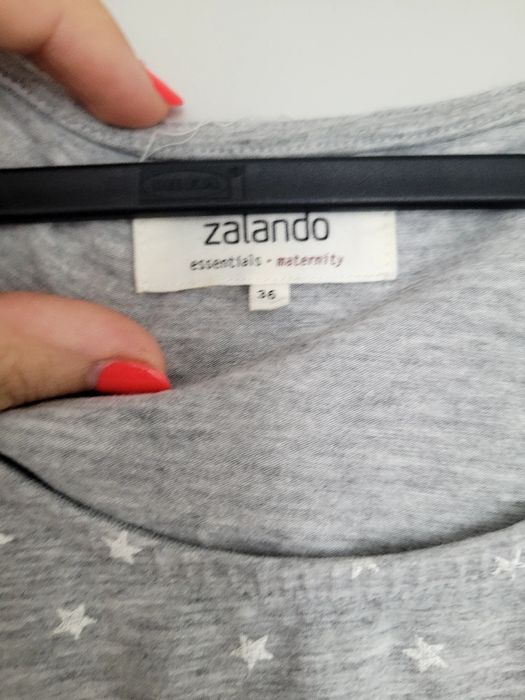 zalando
essentials - maternity
36